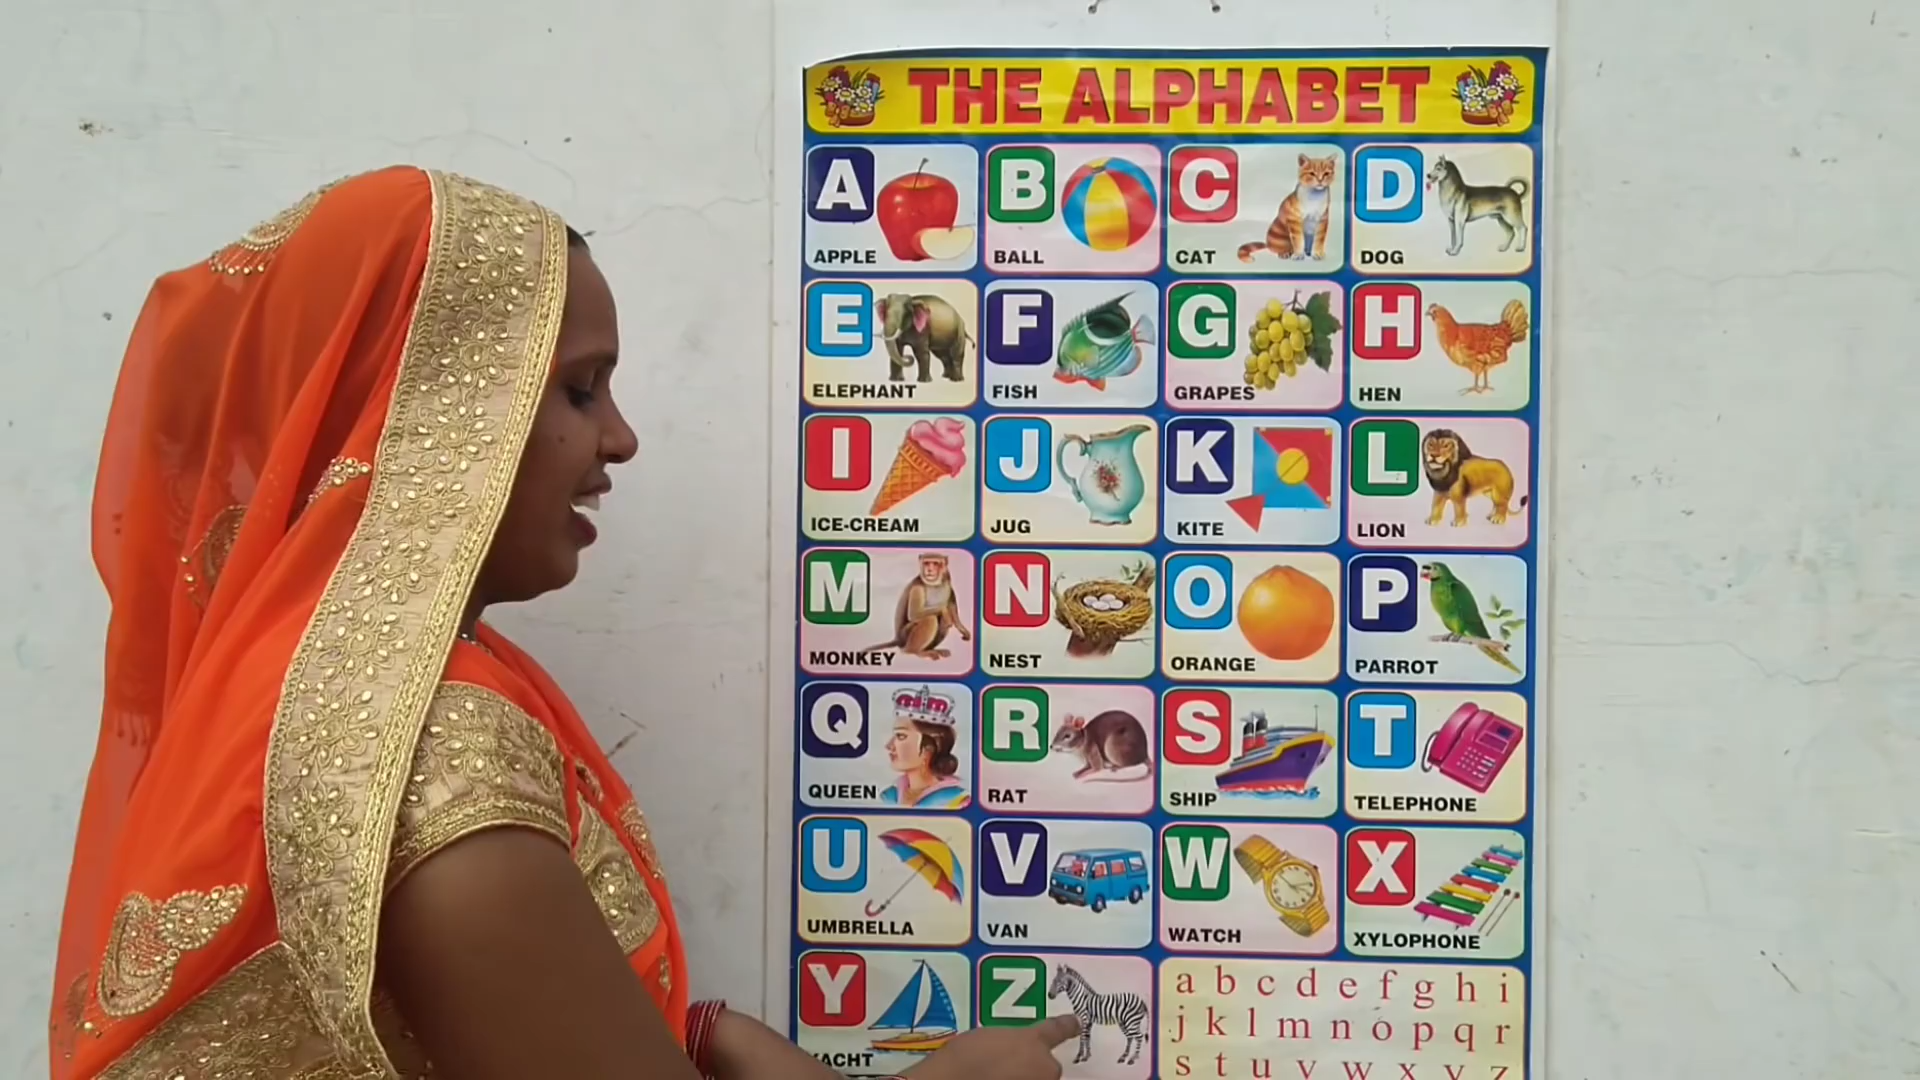 THE ALPHABET
A B C D
APPLE BALL CAT DOG
E F G H
ELEPHANT FISH GRAPES HEN
I J K L
ICE-CREAM JUG KITE LION
M N O P
MONKEY NEST ORANGE PARROT
Q R S T
QUEEN RAT SHIP TELEPHONE
U V W X
UMBRELLA VAN WATCH XYLOPHONE
Y Z
YACHT
a b c d e f g h i
j k l m n o p q r
s t u v w x y z